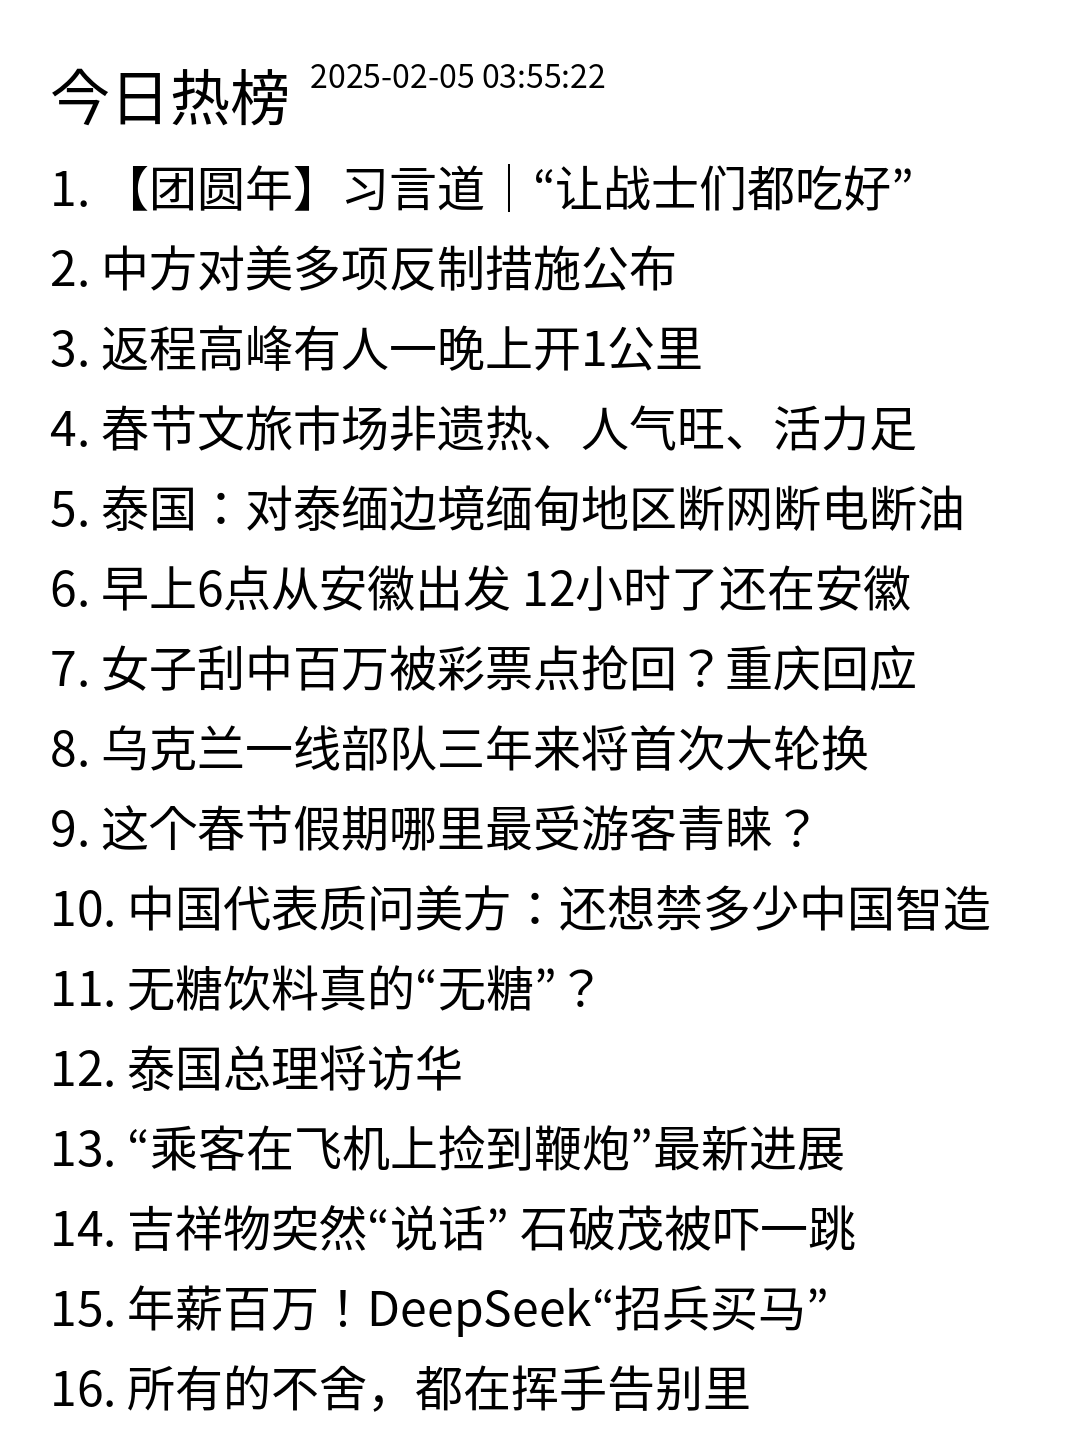 今日热榜 2025-02-05 03:55:22
1. 【团圆年】习言道｜“让战士们都吃好”
2. 中方对美多项反制措施公布
3. 返程高峰有人一晚上开1公里
4. 春节文旅市场非遗热、人气旺、活力足
5. 泰国：对泰缅边境缅甸地区断网断电断油
6. 早上6点从安徽出发 12小时了还在安徽
7. 女子刮中百万被彩票点抢回？重庆回应
8. 乌克兰一线部队三年来将首次大轮换
9. 这个春节假期哪里最受游客青睐？
10. 中国代表质问美方：还想禁多少中国智造
11. 无糖饮料真的“无糖”？
12. 泰国总理将访华
13. “乘客在飞机上捡到鞭炮”最新进展
14. 吉祥物突然“说话” 石破茂被吓一跳
15. 年薪百万！DeepSeek“招兵买马”
16. 所有的不舍，都在挥手告别里